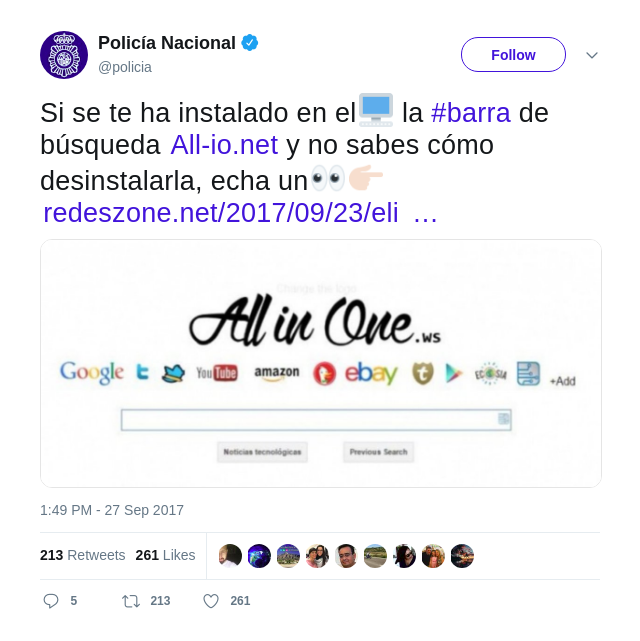 Policía Nacional
@policia
Follow
Si se te ha instalado en el la #barra de
búsqueda All-io.net y no sabes cómo
desinstalarla, echa un
redeszone.net/2017/09/23/eli …
Change the logo
All in One.ws
Google YouTube amazon ebay ECOSIA +Add
Noticias tecnológicas Previous Search
1:49 PM - 27 Sep 2017
213 Retweets 261 Likes
5 213 261